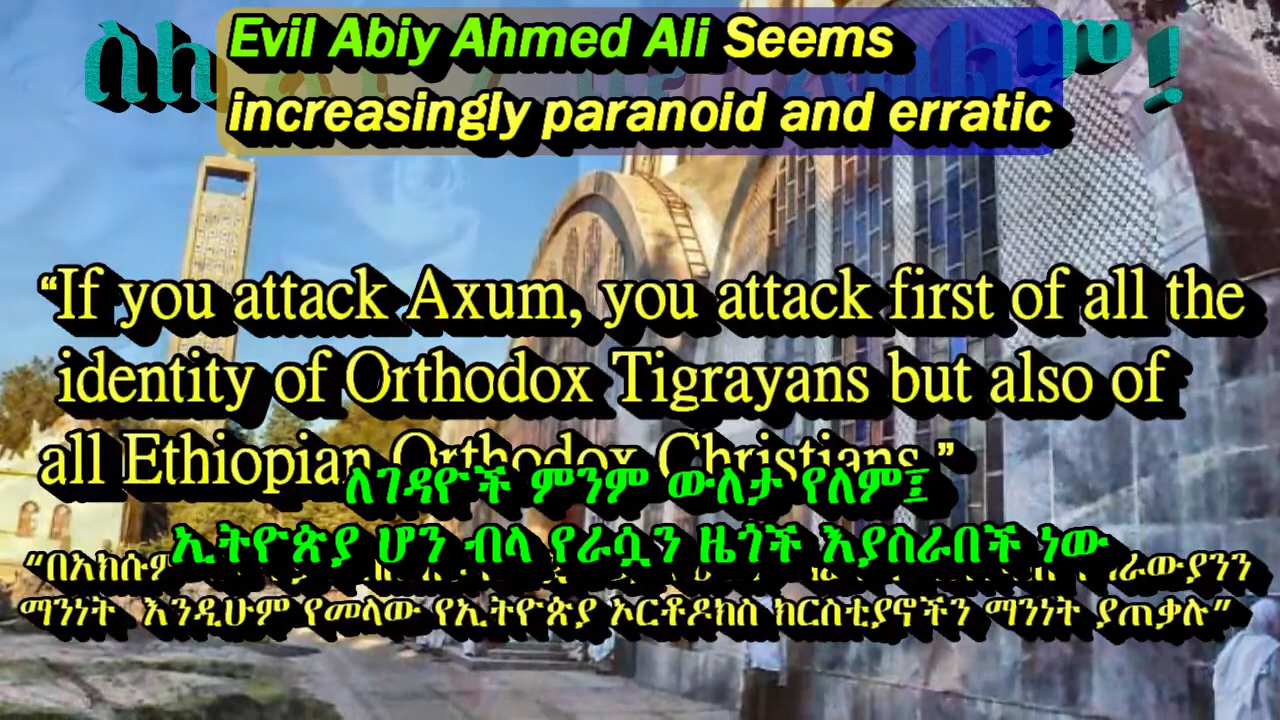 Evil Abiy Ahmed Ali Seems
increasingly paranoid and erratic
“If you attack Axum, you attack first of all the
identity of Orthodox Tigrayans but also of
all Ethiopian Orthodox Christians.”
ለገዳዮች ምንም ውለታ የለም፤
ኢትዮጵያ ሆን ብላ የራሷን ዜጎች እያስራበች ነው
ማንነት እንዲሁም የመላው የኢትዮጵያ ኦርቶዶክስ ክርስቲያኖችን ማንነት ያጠቃሉ”